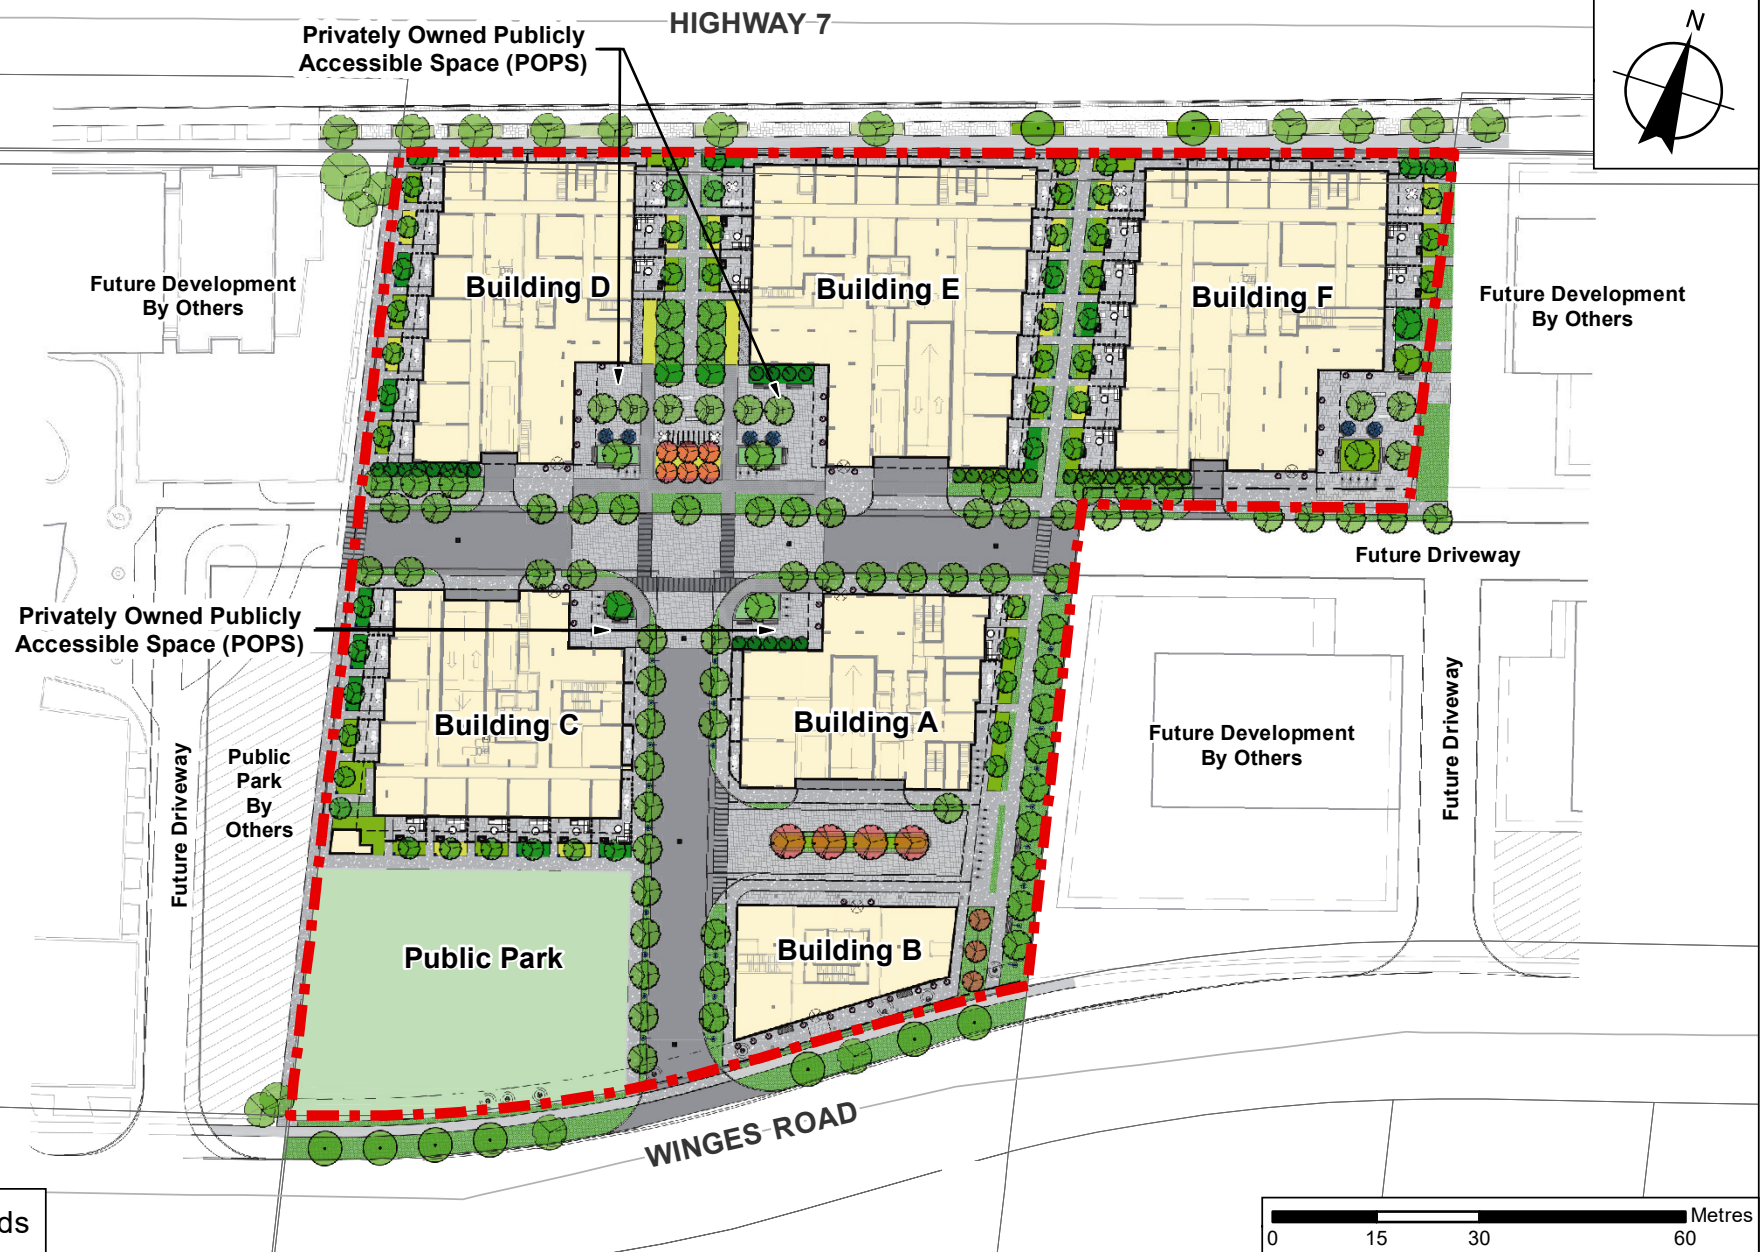 HIGHWAY 7
N
Privately Owned Publicly
Accessible Space (POPS)
Future Development
By Others
Building D
Building E
Building F
Future Development
By Others
Future Driveway
Privately Owned Publicly
Accessible Space (POPS)
Building C
Building A
Future Development
By Others
Future Driveway
Public
Park
By
Others
Future Driveway
Public Park
Building B
WINGES ROAD
ds
Metres
0 15 30 60